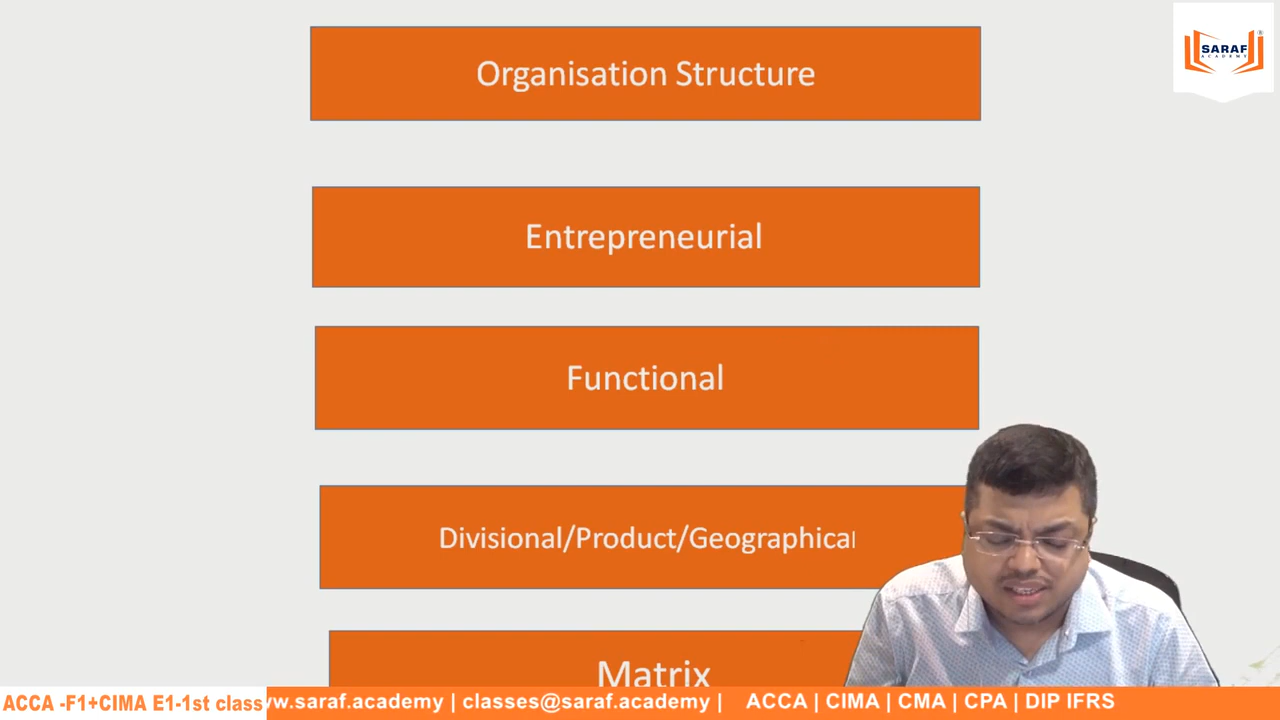 Organisation Structure
SARAF
ACADEMY
Entrepreneurial
Functional
Divisional/Product/Geographical
Matrix
ACCA -F1+CIMA E1-1st class
w.saraf.academy | classes@saraf.academy | ACCA | CIMA | CMA | CPA | DIP IFRS